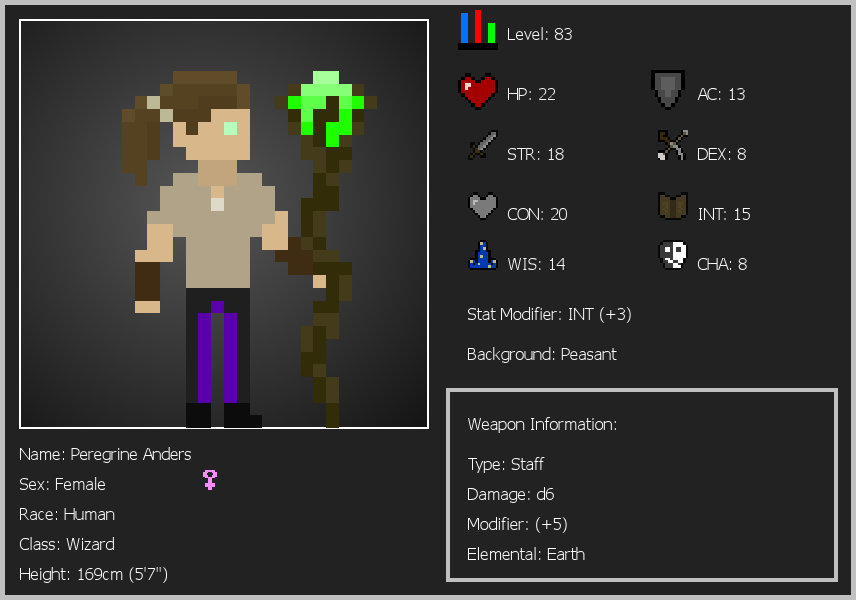 Level: 83
HP: 22
AC: 13
STR: 18
DEX: 8
CON: 20
INT: 15
WIS: 14
CHA: 8
Stat Modifier: INT (+3)
Background: Peasant
Weapon Information:
Type: Staff
Damage: d6
Modifier: (+5)
Elemental: Earth
Name: Peregrine Anders
Sex: Female
Race: Human
Class: Wizard
Height: 169cm (5'7")